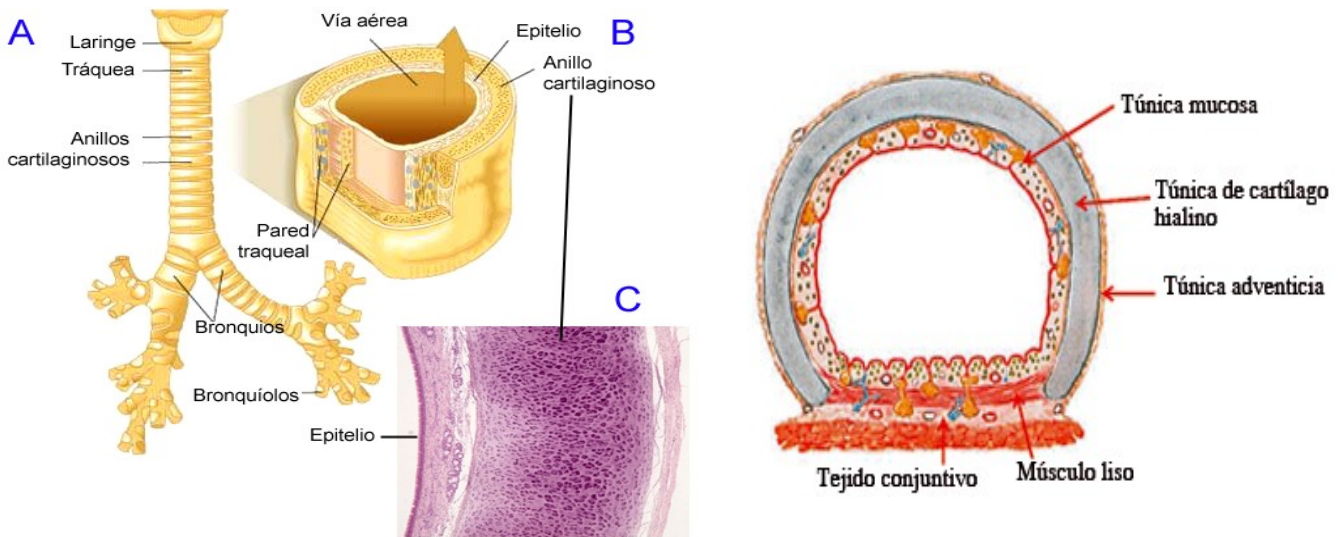 A
Laringe
Tráquea
Anillos
cartilaginosos
Bronquios
Bronquíolos
Vía aérea
Epitelio
B
Anillo
cartilaginoso
Pared
traqueal
C
Epitelio
Túnica mucosa
Túnica de cartílago
hialino
Túnica adventicia
Músculo liso
Tejido conjuntivo